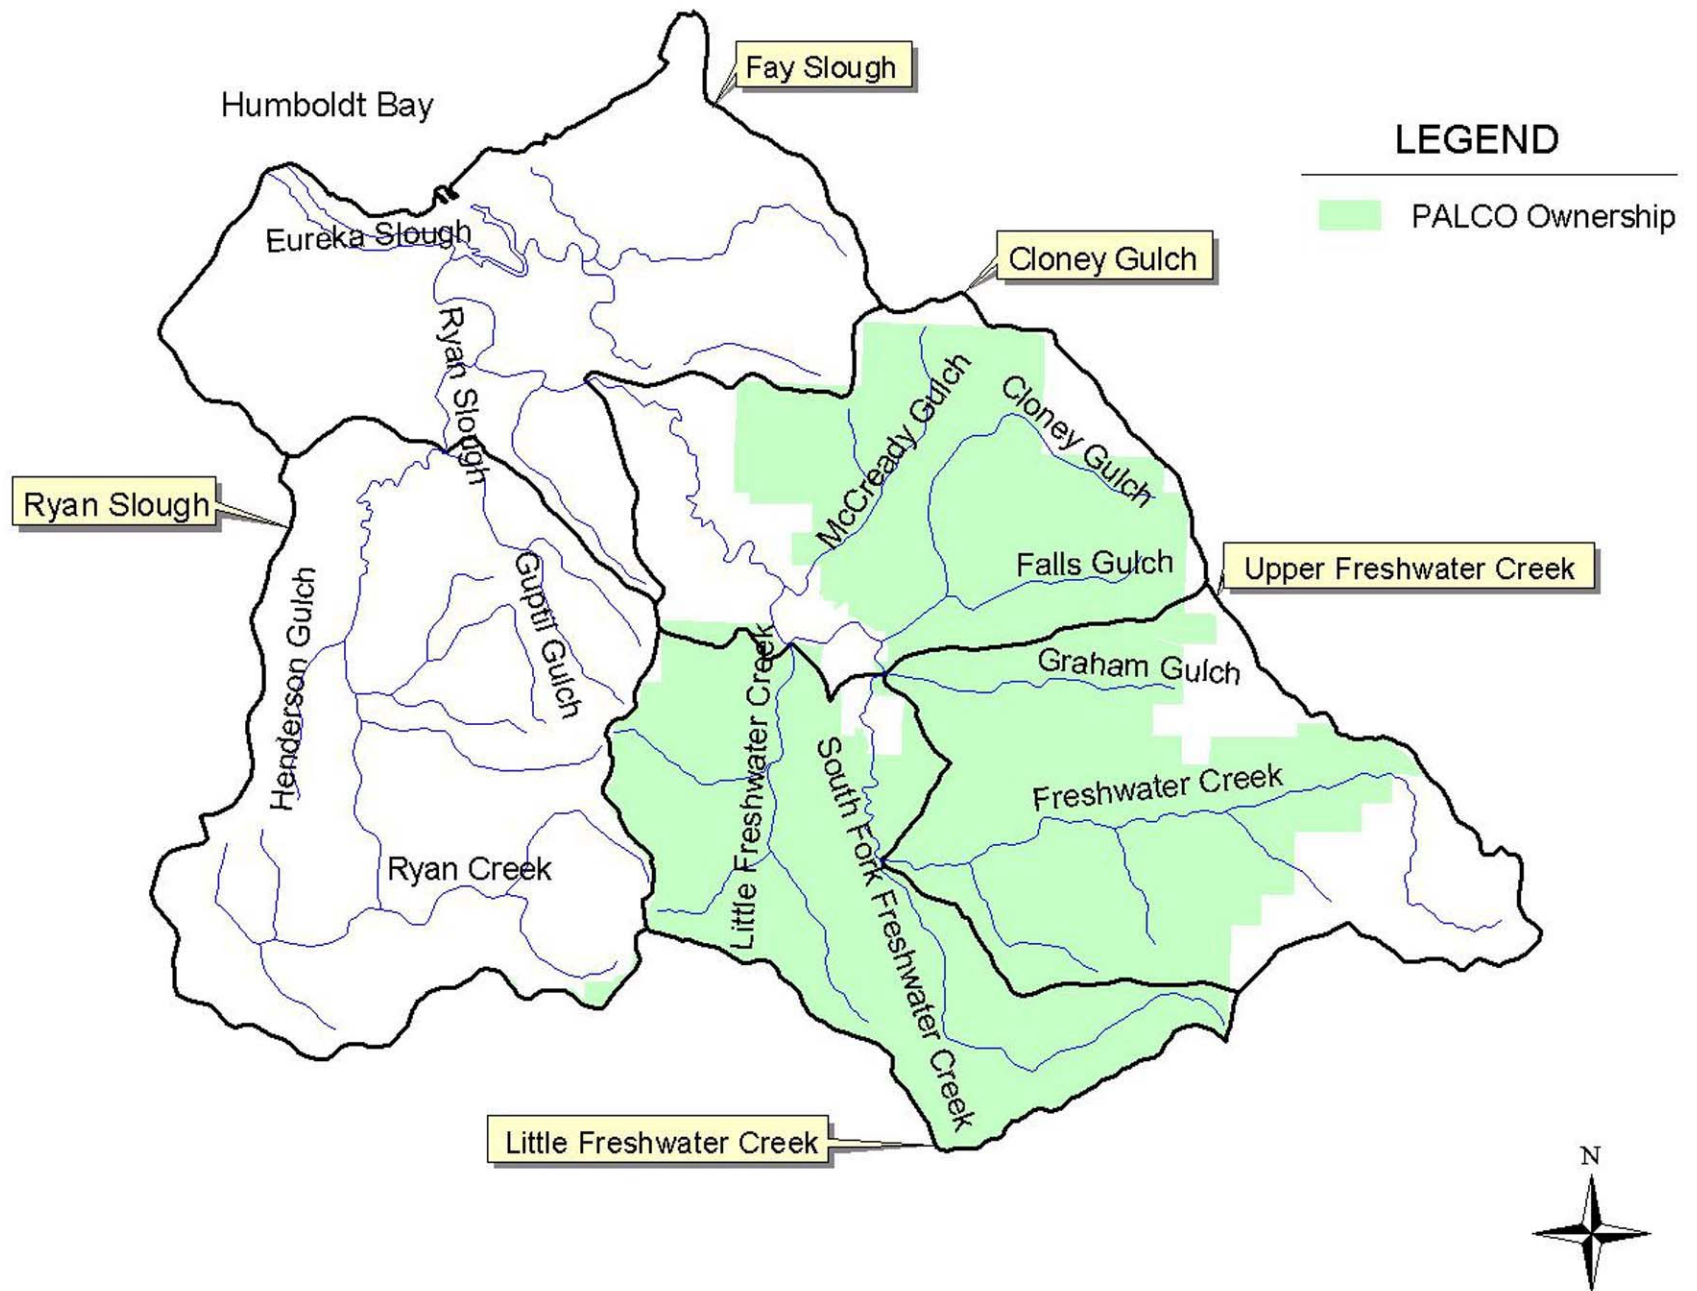 Fay Slough
Humboldt Bay
LEGEND
PALCO Ownership
Eureka Slough
Cloney Gulch
Ryan Slough
McCready Gulch
Cloney Gulch
Ryan Slough
Falls Gulch
Upper Freshwater Creek
Guptil Gulch
Henderson Gulch
Graham Gulch
Little Freshwater Creek
South Fork Freshwater Creek
Freshwater Creek
Ryan Creek
Little Freshwater Creek
N